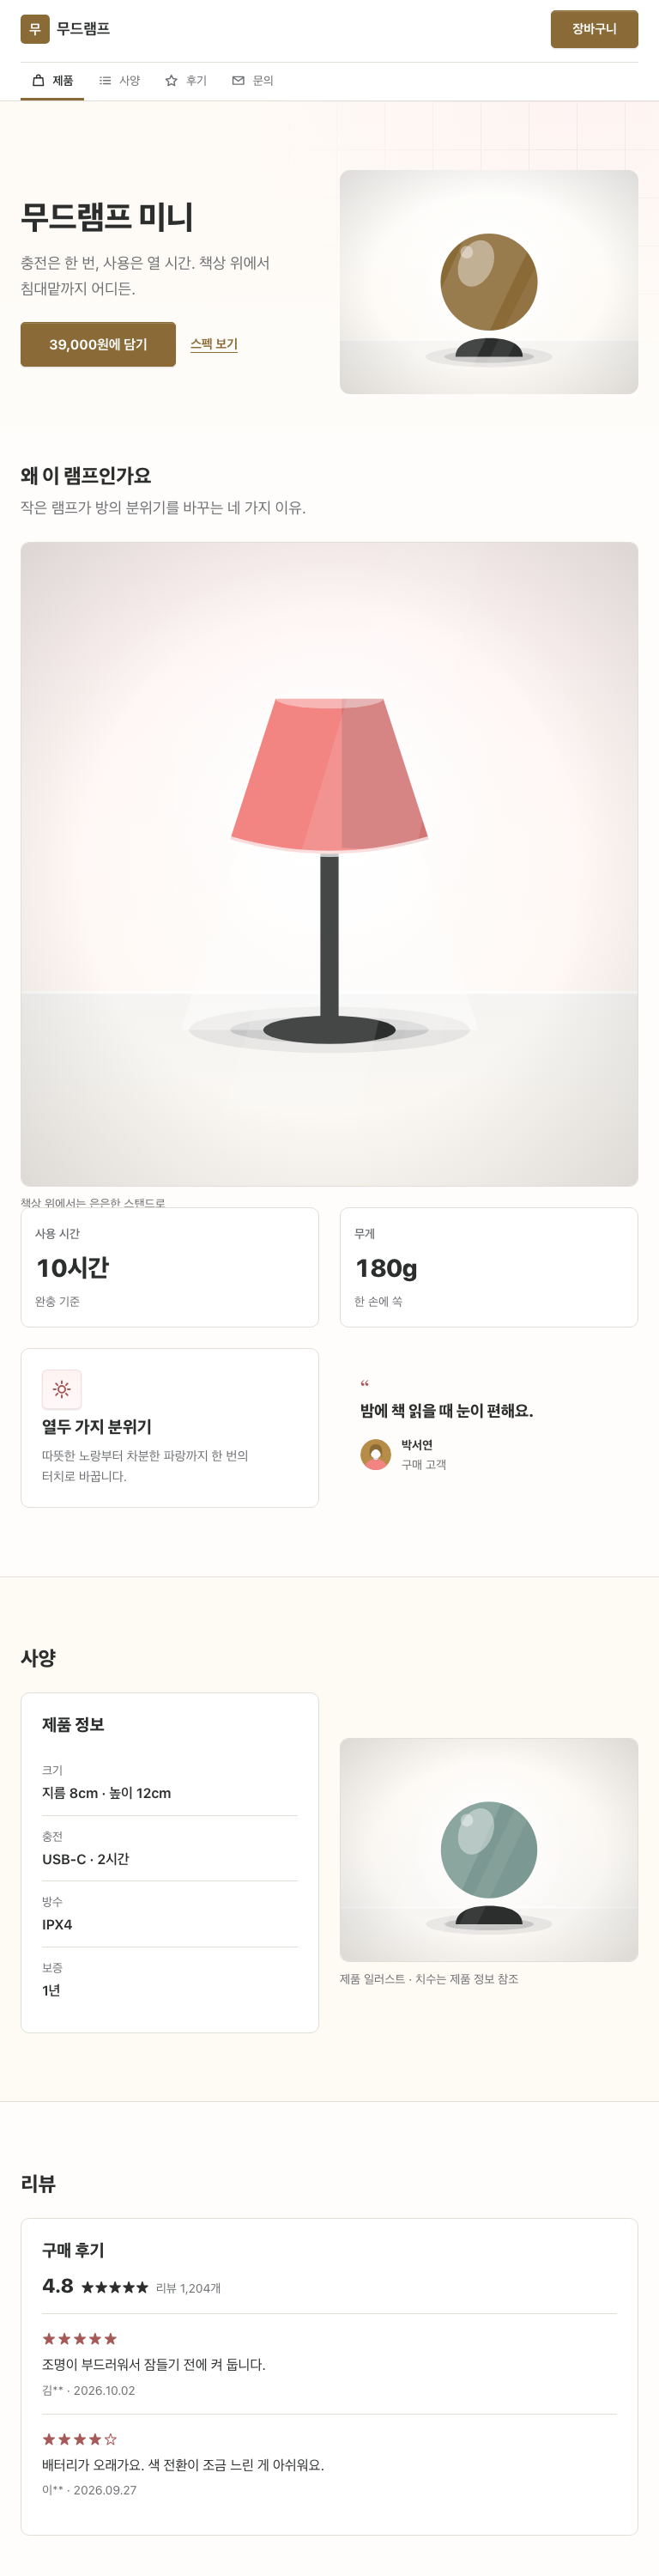 무 무드램프
장바구니
제품
사양
후기
문의
무드램프 미니
충전은 한 번, 사용은 열 시간. 책상 위에서
침대맡까지 어디든.
39,000원에 담기
스펙 보기
왜 이 램프인가요
작은 램프가 방의 분위기를 바꾸는 네 가지 이유.
책상 위에서는 은은한 스탠드로
사용 시간
10시간
완충 기준
무게
180g
한 손에 쏙
열두 가지 분위기
따뜻한 노랑부터 차분한 파랑까지 한 번의
터치로 바꿉니다.
“
밤에 책 읽을 때 눈이 편해요.
박서연
구매 고객
사양
제품 정보
크기
지름 8cm · 높이 12cm
충전
USB-C · 2시간
방수
IPX4
보증
1년
제품 일러스트 · 치수는 제품 정보 참조
리뷰
구매 후기
4.8 ★★★★★ 리뷰 1,204개
★★★★★
조명이 부드러워서 잠들기 전에 켜 둡니다.
김** · 2026.10.02
★★★★☆
배터리가 오래가요. 색 전환이 조금 느린 게 아쉬워요.
이** · 2026.09.27